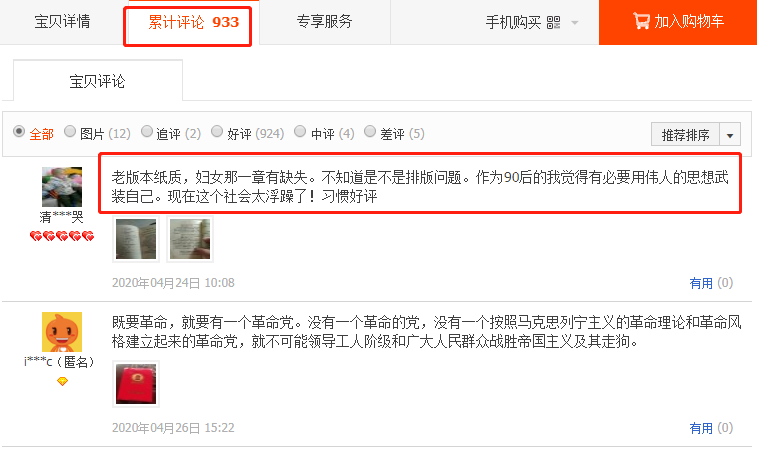 宝贝详情 累计评论 933 专享服务 手机购买 加入购物车
宝贝评论
全部 图片 (12) 追评 (2) 好评 (924) 中评 (4) 差评 (5) 推荐排序
老版本纸质，妇女那一章有缺失。不知道是不是排版问题。作为90后的我觉得有必要用伟人的思想武
装自己。现在这个社会太浮躁了！习惯好评
清***哭
2020年04月24日 10:08 有用 (0)
既要革命，就要有一个革命党。没有一个革命的党，没有一个按照马克思列宁主义的革命理论和革命风
格建立起来的革命党，就不可能领导工人阶级和广大人民群众战胜帝国主义及其走狗。
i***c（匿名）
2020年04月26日 15:22 有用 (0)